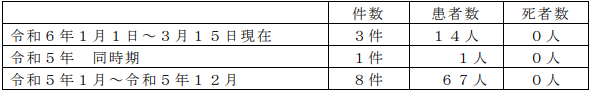 件数 患者数 死者数
令和６年１月１日～３月１５日現在 ３件 １４人 ０人
令和５年　同時期 １件 １人 ０人
令和５年１月～令和５年１２月 ８件 ６７人 ０人